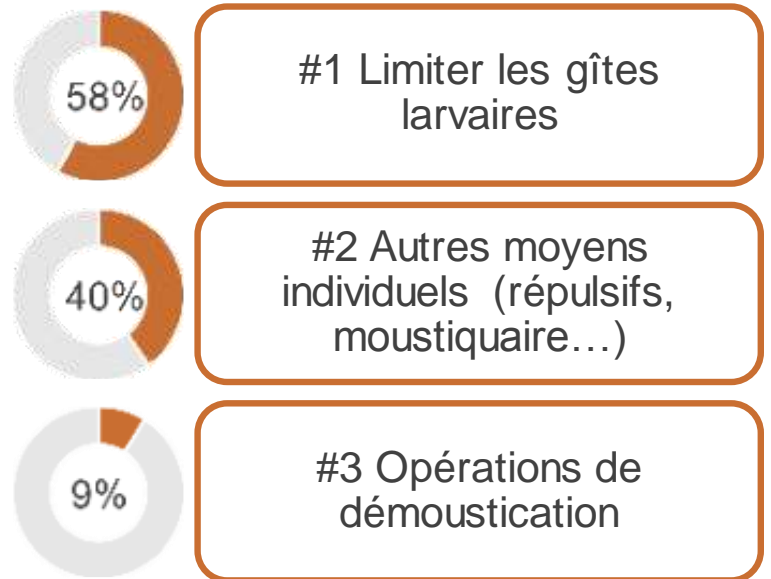 58%
#1 Limiter les gîtes
larvaires
40%
#2 Autres moyens
individuels (répulsifs,
moustiquaire…)
9%
#3 Opérations de
démoustication